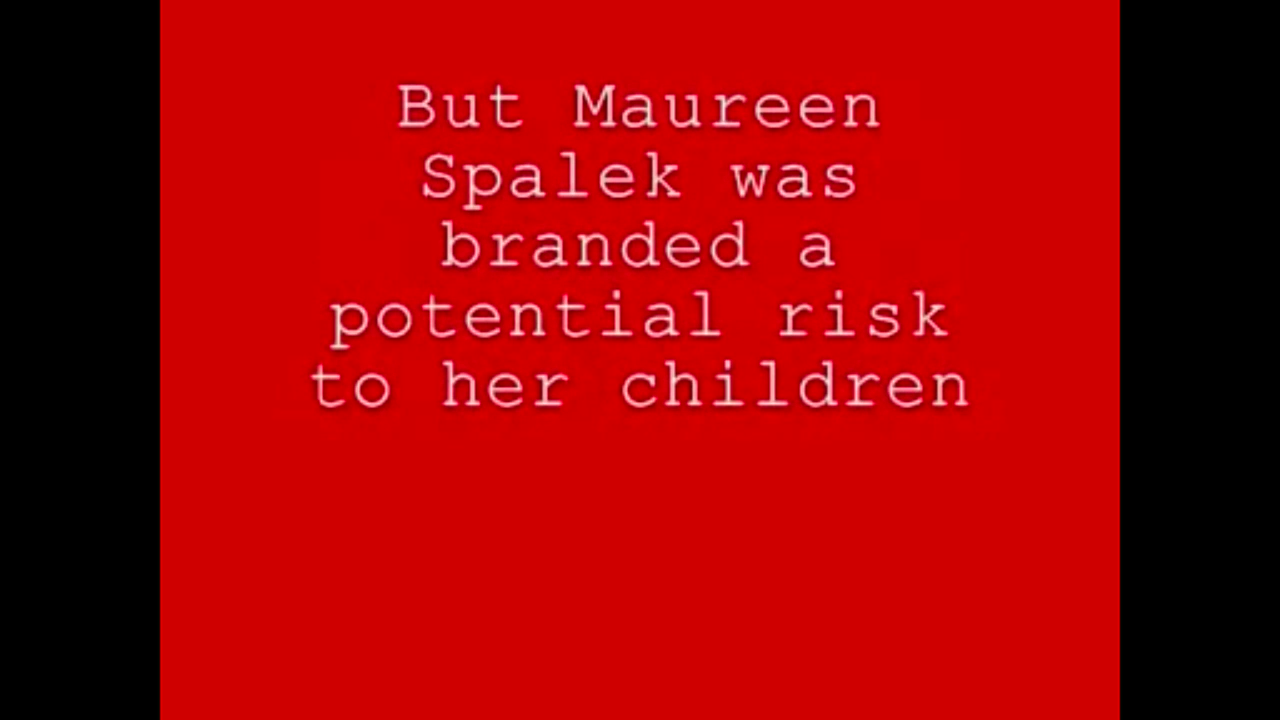 But Maureen
Spalek was
branded a
potential risk
to her children